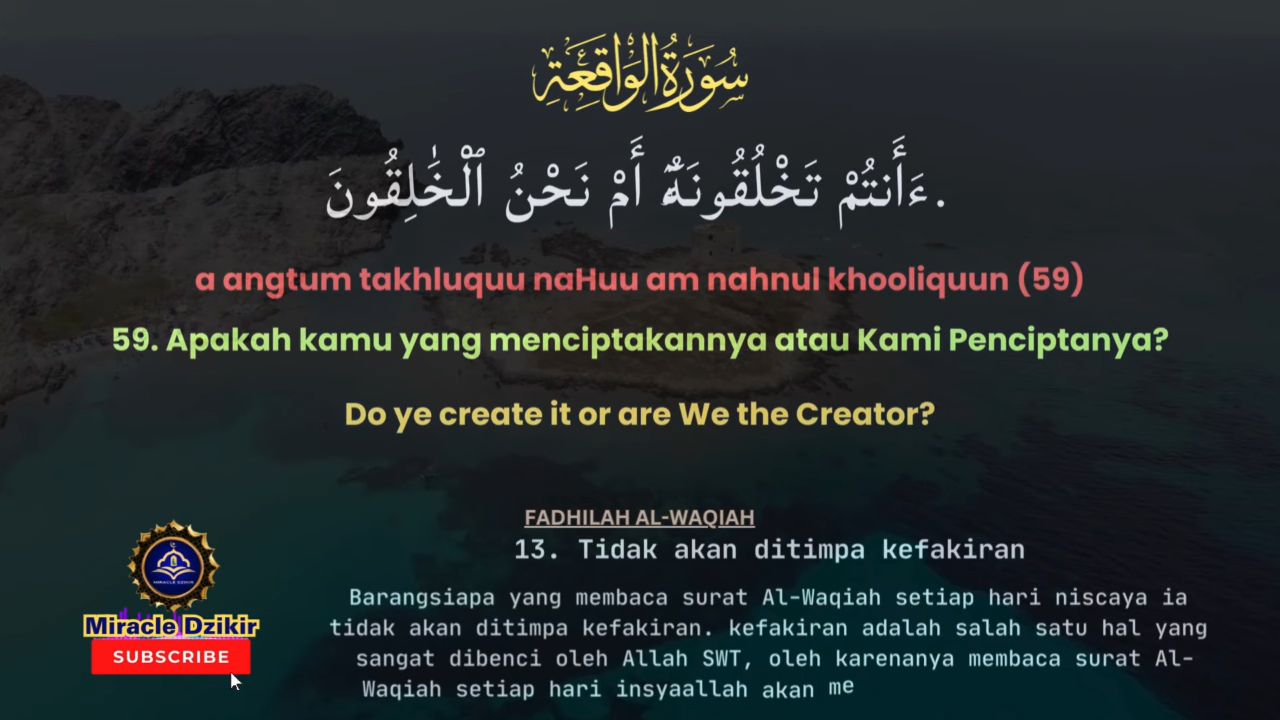 سُورَةُ الْوَاقِعَةِ
ءَأَنتُمْ تَخْلُقُونَهُۥٓ أَمْ نَحْنُ ٱلْخَٰلِقُونَ.
a angtum takhluquu naHuu am nahnul khooliquun (59)
59. Apakah kamu yang menciptakannya atau Kami Penciptanya?
Do ye create it or are We the Creator?
FADHILAH AL-WAQIAH
13. Tidak akan ditimpa kefakiran
Barangsiapa yang membaca surat Al-Waqiah setiap hari niscaya ia
tidak akan ditimpa kefakiran. kefakiran adalah salah satu hal yang
sangat dibenci oleh Allah SWT, oleh karenanya membaca surat Al-
Waqiah setiap hari insyaallah akan me
MIRACLE DZIKIR
Miracle Dzikir
SUBSCRIBE